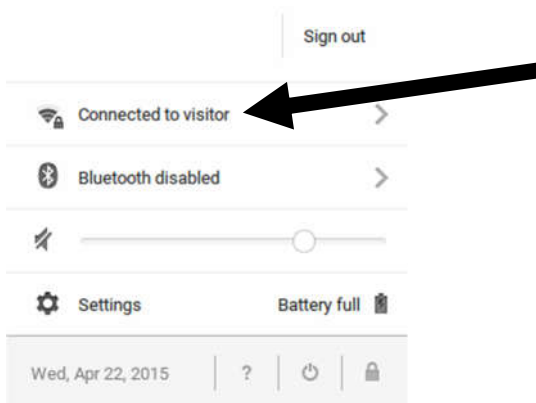 Sign out
Connected to visitor
Bluetooth disabled
Settings Battery full
Wed, Apr 22, 2015 ?